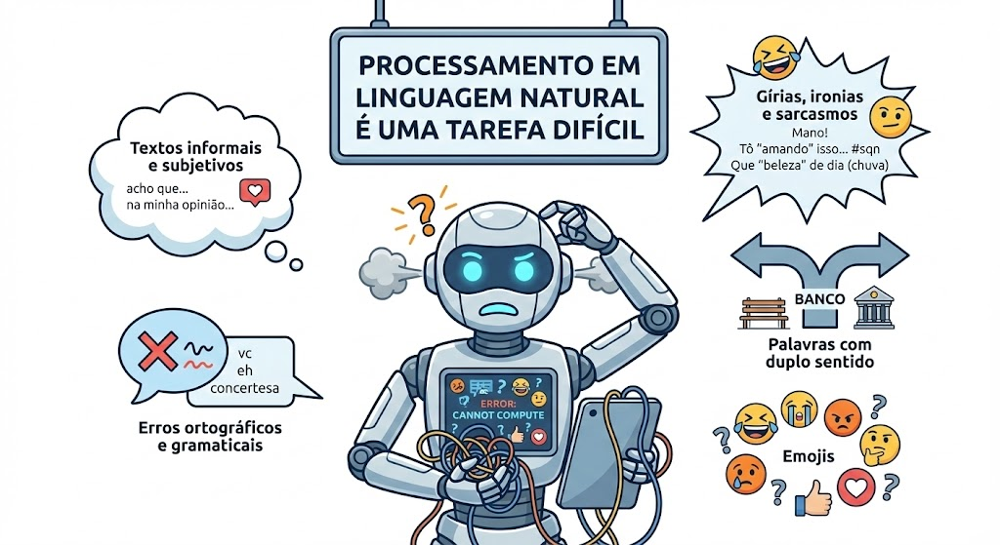 PROCESSAMENTO EM
LINGUAGEM NATURAL
É UMA TAREFA DIFÍCIL
Textos informais
e subjetivos
acho que...
na minha opinião...
Gírias, ironias
e sarcasmos
Mano!
Tô "amando" isso... #sqn
Que "beleza" de dia (chuva)
?
BANCO
Palavras com
duplo sentido
vc
eh
concertesa
Erros ortográficos
e gramaticais
? ?
ERROR:
CANNOT COMPUTE
? ? ?
?
?
Emojis
? ?